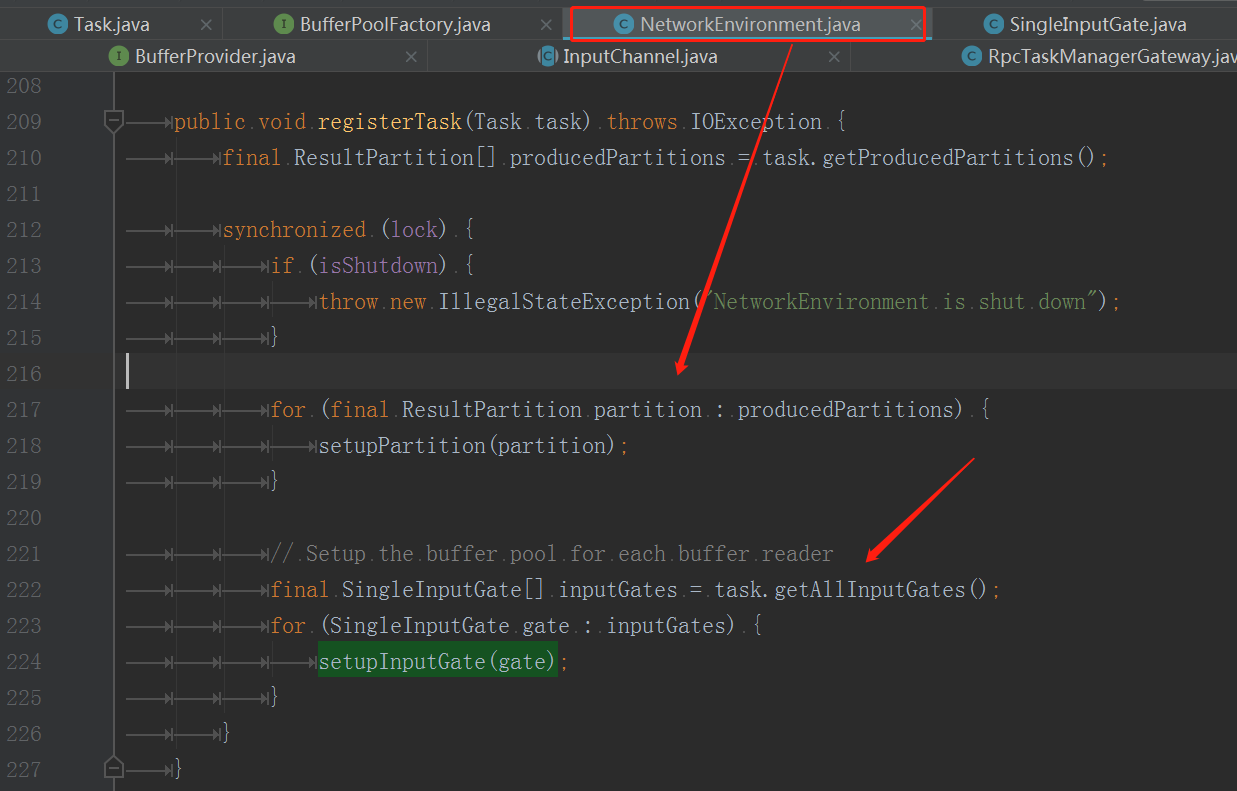 Task.java BufferPoolFactory.java NetworkEnvironment.java SingleInputGate.java
BufferProvider.java InputChannel.java RpcTaskManagerGateway.jav
208
209 public void registerTask(Task task) throws IOException {
210 final ResultPartition[] producedPartitions = task.getProducedPartitions();
211
212 synchronized (lock) {
213 if (isShutdown) {
214 throw new IllegalStateException("NetworkEnvironment is shut down");
215 }
216
217 for (final ResultPartition partition : producedPartitions) {
218 setupPartition(partition);
219 }
220
221 // Setup the buffer pool for each buffer reader
222 final SingleInputGate[] inputGates = task.getAllInputGates();
223 for (SingleInputGate gate : inputGates) {
224 setupInputGate(gate);
225 }
226 }
227 }